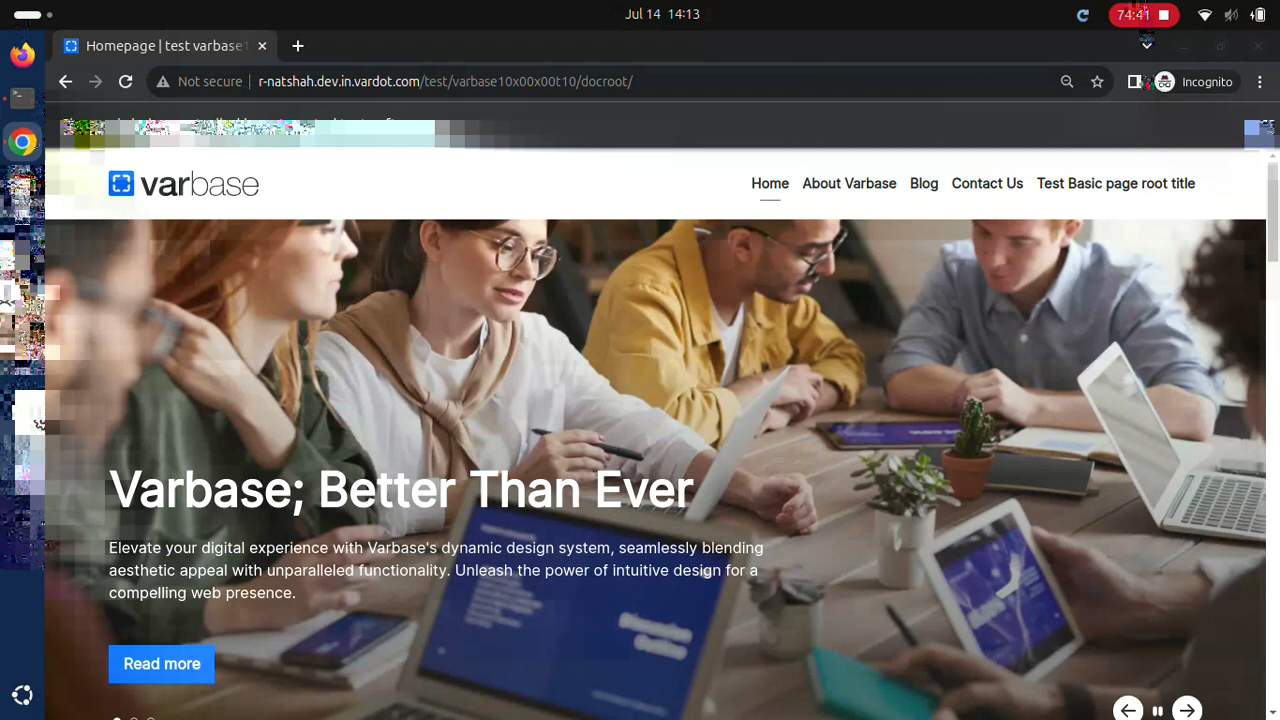 Jul 14 14:13
74:41
Homepage | test varbase1
Not secure
r-natshah.dev.in.vardot.com/test/varbase10x00x00t10/docroot/
Incognito
varbase
Home
About Varbase
Blog
Contact Us
Test Basic page root title
Varbase; Better Than Ever
Elevate your digital experience with Varbase's dynamic design system, seamlessly blending
aesthetic appeal with unparalleled functionality. Unleash the power of intuitive design for a
compelling web presence.
Read more